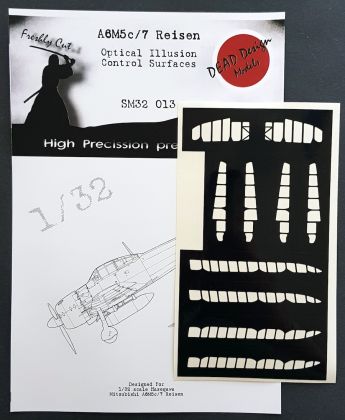 Freshly Cut
A6M5c/7 Reisen
Optical Illusion
Control Surfaces
DEAD Design
Models
SM32 013
High Precission pre
1/32
Designed for
1/32 scale Hasegawa
Mitsubishi A6M5c/7 Reisen